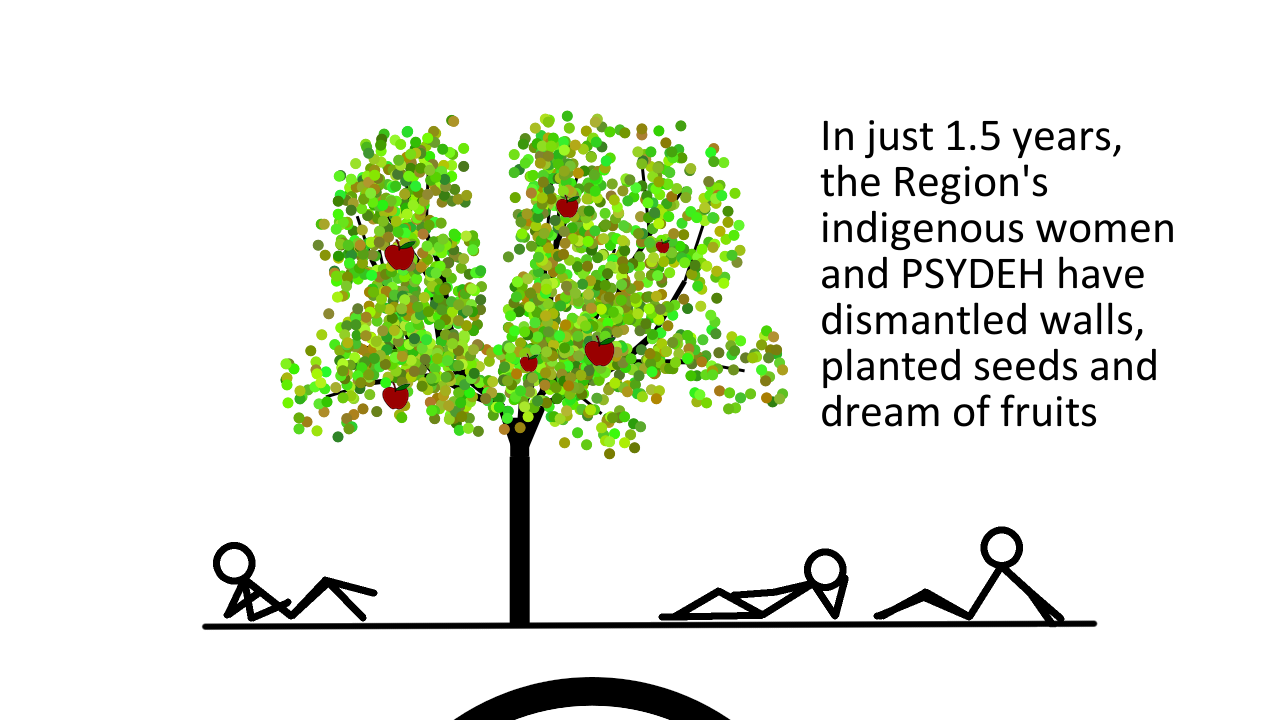 In just 1.5 years,
the Region's
indigenous women
and PSYDEH have
dismantled walls,
planted seeds and
dream of fruits